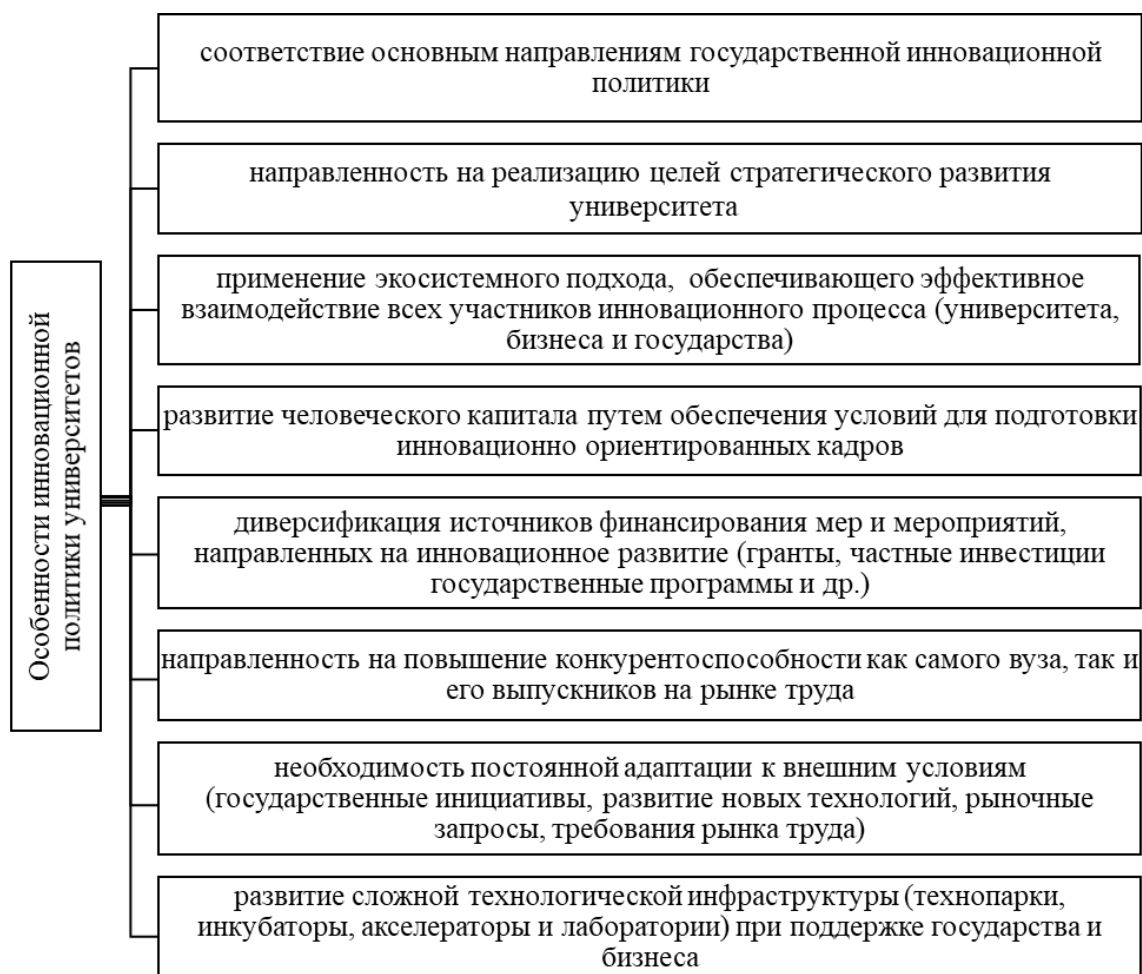 Особенности инновационной
политики университетов
соответствие основным направлениям государственной инновационной
политики
направленность на реализацию целей стратегического развития
университета
применение экосистемного подхода, обеспечивающего эффективное
взаимодействие всех участников инновационного процесса (университета,
бизнеса и государства)
развитие человеческого капитала путем обеспечения условий для подготовки
инновационно ориентированных кадров
диверсификация источников финансирования мер и мероприятий,
направленных на инновационное развитие (гранты, частные инвестиции
государственные программы и др.)
направленность на повышение конкурентоспособности как самого вуза, так и
его выпускников на рынке труда
необходимость постоянной адаптации к внешним условиям
(государственные инициативы, развитие новых технологий, рыночные
запросы, требования рынка труда)
развитие сложной технологической инфраструктуры (технопарки,
инкубаторы, акселераторы и лаборатории) при поддержке государства и
бизнеса